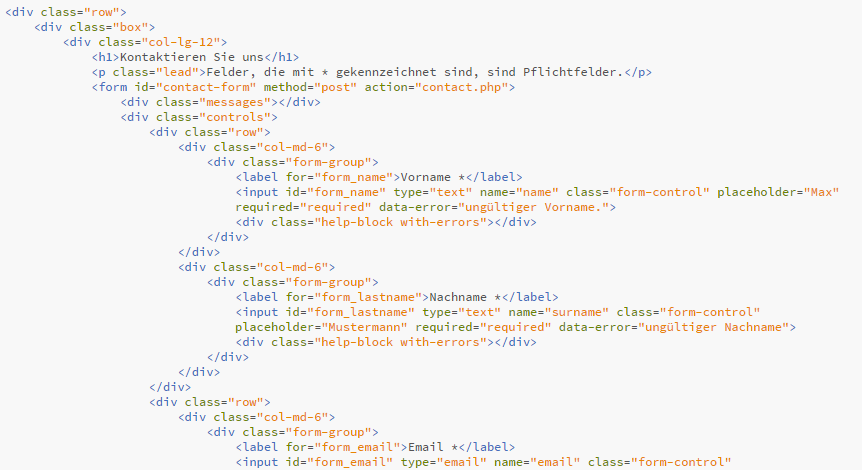 <div class="row">
<div class="box">
<div class="col-lg-12">
<h1>Kontaktieren Sie uns</h1>
<p class="lead">Felder, die mit * gekennzeichnet sind, sind Pflichtfelder.</p>
<form id="contact-form" method="post" action="contact.php">
<div class="messages"></div>
<div class="controls">
<div class="row">
<div class="col-md-6">
<div class="form-group">
<label for="form_name">Vorname *</label>
<input id="form_name" type="text" name="name" class="form-control" placeholder="Max"
required="required" data-error="ungültiger Vorname.">
<div class="help-block with-errors"></div>
</div>
</div>
<div class="col-md-6">
<div class="form-group">
<label for="form_lastname">Nachname *</label>
<input id="form_lastname" type="text" name="surname" class="form-control"
placeholder="Mustermann" required="required" data-error="ungültiger Nachname">
<div class="help-block with-errors"></div>
</div>
</div>
</div>
<div class="row">
<div class="col-md-6">
<div class="form-group">
<label for="form_email">Email *</label>
<input id="form_email" type="email" name="email" class="form-control"